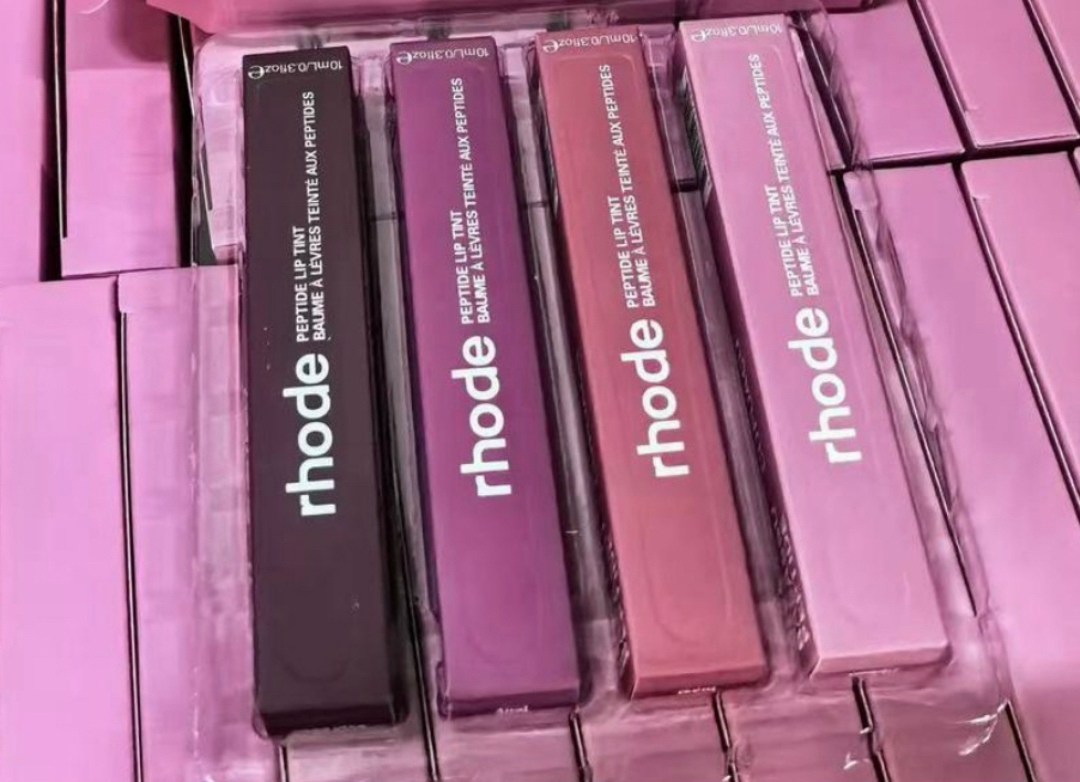 10mL/0.3floz e
rhode
PEPTIDE LIP TINT
BAUME À LÈVRES TEINTÉ AUX PEPTIDES
10mL/0.3floz e
rhode
PEPTIDE LIP TINT
BAUME À LÈVRES TEINTÉ AUX PEPTIDES
10mL/0.3floz e
rhode
PEPTIDE LIP TINT
BAUME À LÈVRES TEINTÉ AUX PEPTIDES
10mL/0.3floz e
rhode
PEPTIDE LIP TINT
BAUME À LÈVRES TEINTÉ AUX PEPTIDES